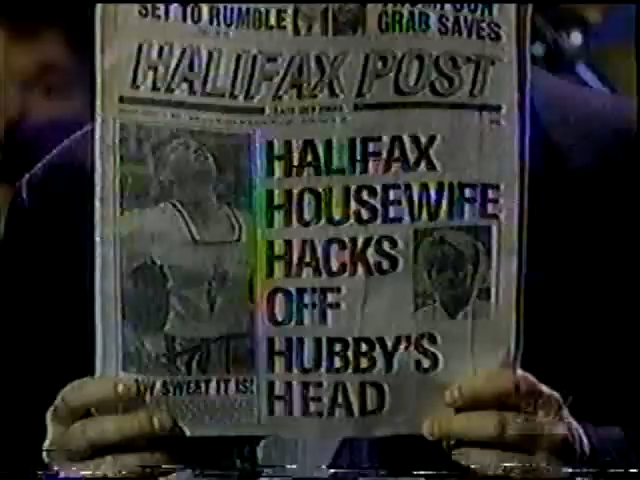 SET TO RUMBLE
GRAB SAVES
HALIFAX POST
HALIFAX
HOUSEWIFE
HACKS
OFF
HUBBY'S
HEAD
SWEAT IT IS!